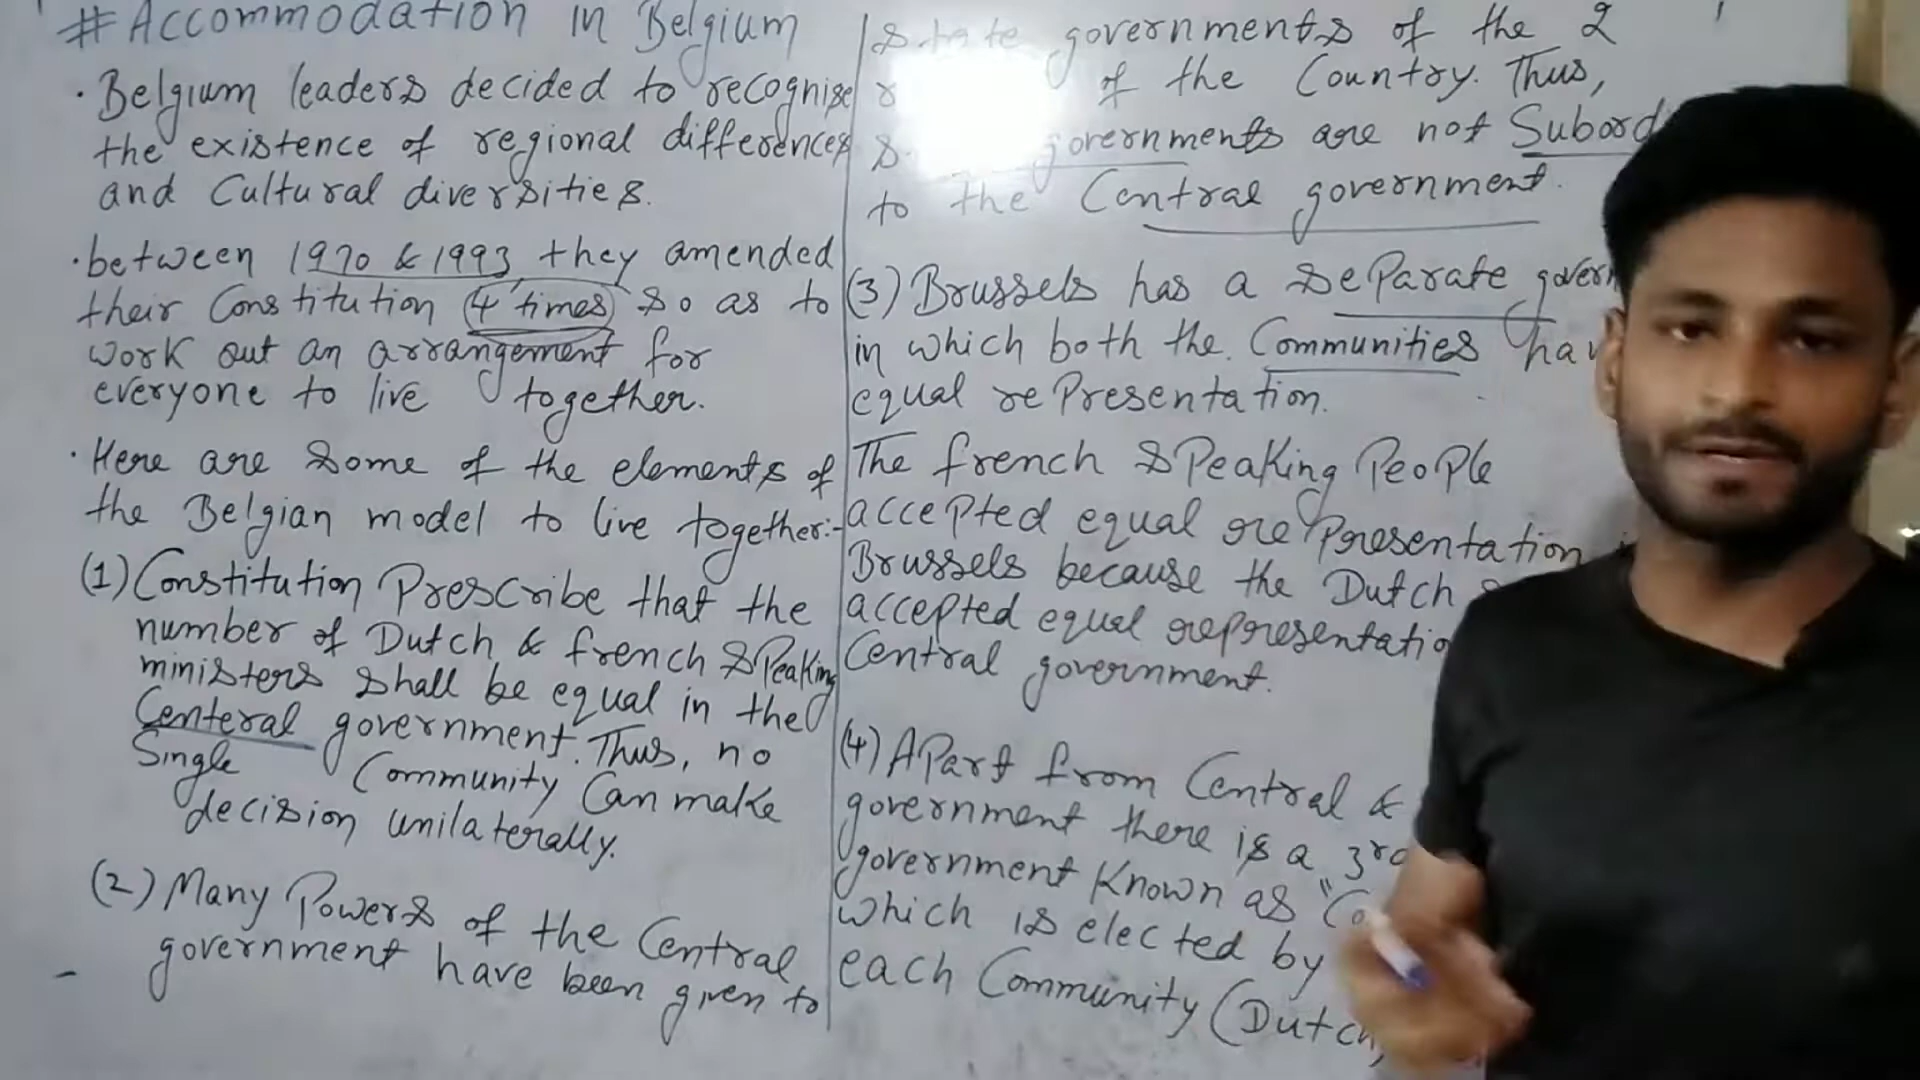 # Accommodation in Belgium
· Belgium leaders decided to recognise
the existence of regional differences
and Cultural diversities.
· between 1970 & 1993, they amended
their Constitution 4 times so as to
work out an arrangement for
everyone to live together.
· Here are some of the elements of
the Belgian model to live together:-
(1) Constitution Prescribe that the
number of Dutch & french speaking
ministers shall be equal in the
Centeral government. Thus, no
Single Community Can make
decision unilaterally.
(2) Many Powers of the Central
government have been given to
state governments of the 2
of the Country. Thus,
governments are not Subord
to the Central government.
(3) Brussels has a separate govern
in which both the Communities hav
equal representation.
The french speaking People
accepted equal representation
Brussels because the Dutch
accepted equal representatio
Central government.
(4) Apart from Central &
government there is a 3rd
government Known as "Co
which is elected by
each Community (Dutch,